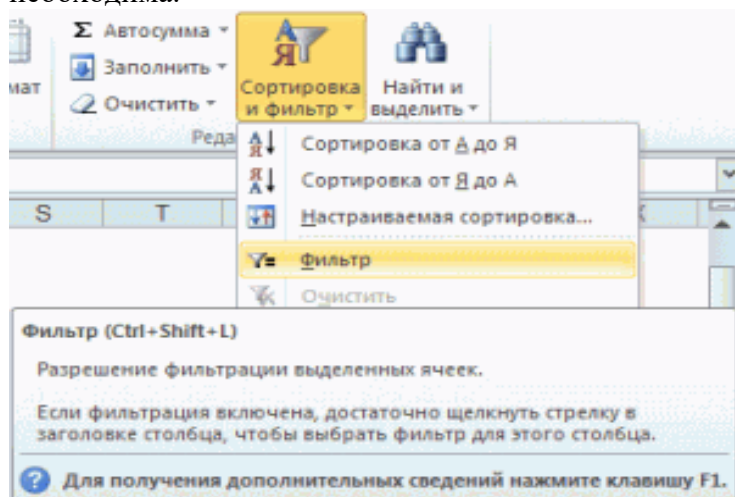 необходима.
Σ Автосумма
Заполнить
Очистить
мат
Сортировка
и фильтр
Найти и
выделить
Реда
Сортировка от А до Я
Сортировка от Я до А
S T
Настраиваемая сортировка...
Фильтр
Очистить
Фильтр (Ctrl+Shift+L)
Разрешение фильтрации выделенных ячеек.
Если фильтрация включена, достаточно щелкнуть стрелку в
заголовке столбца, чтобы выбрать фильтр для этого столбца.
Для получения дополнительных сведений нажмите клавишу F1.